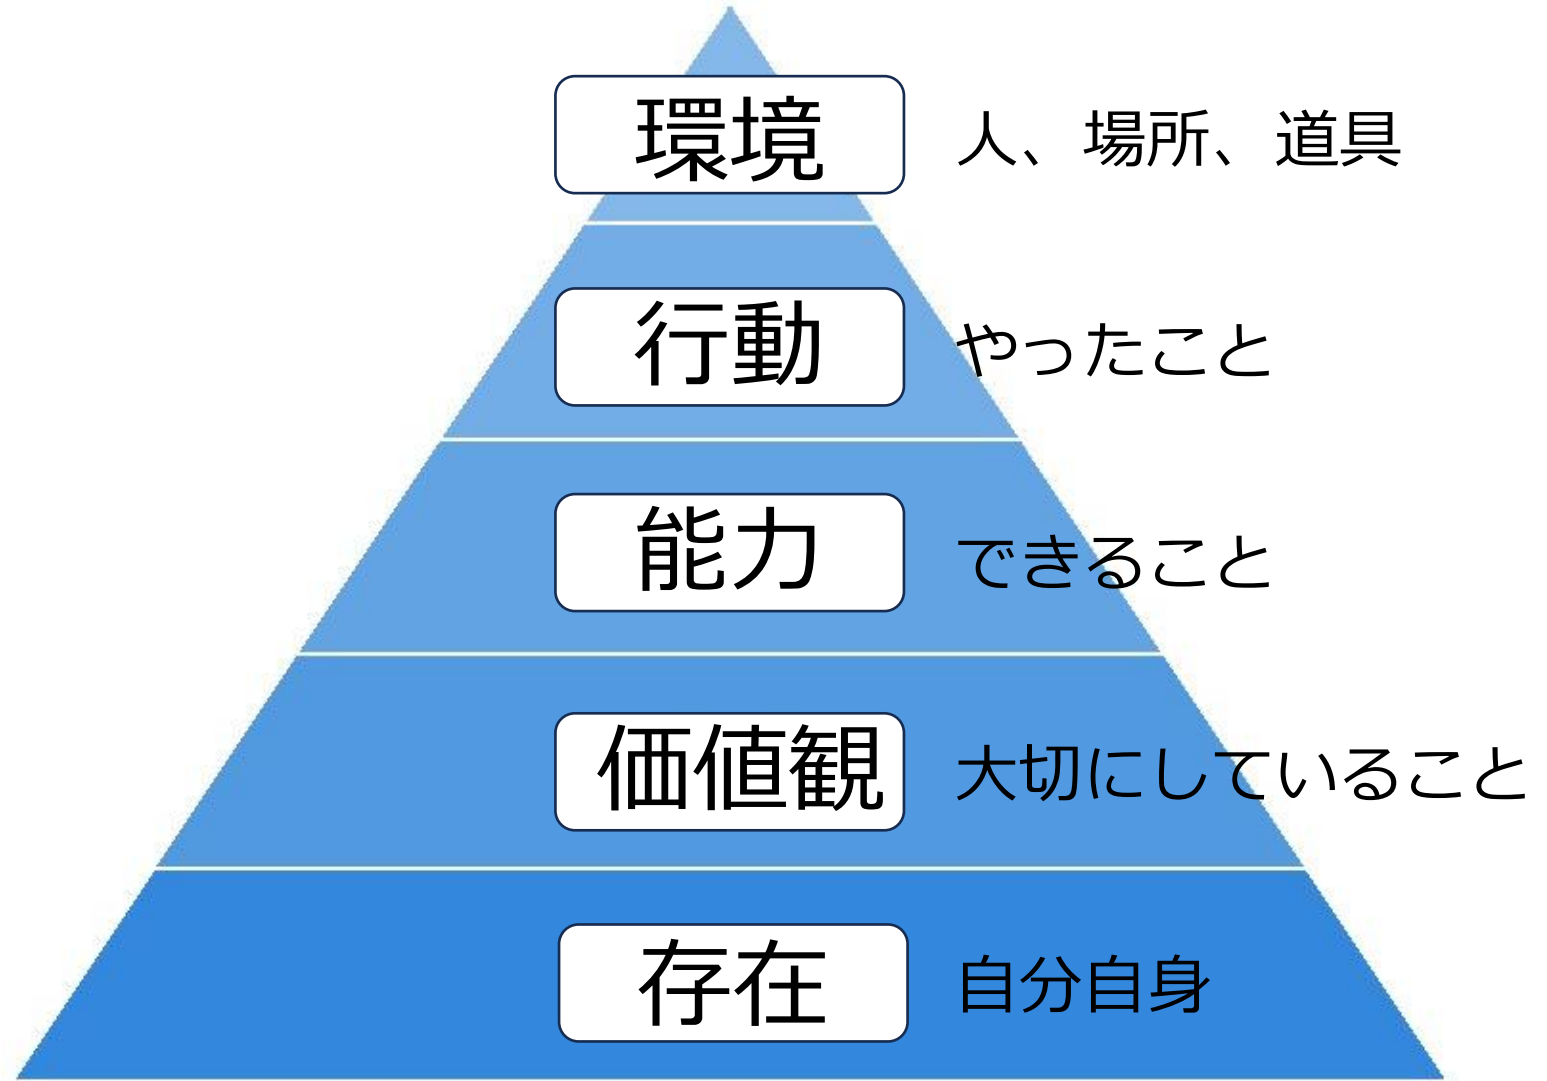 環境
人、場所、道具
行動
やったこと
能力
できること
価値観
大切にしていること
存在
自分自身